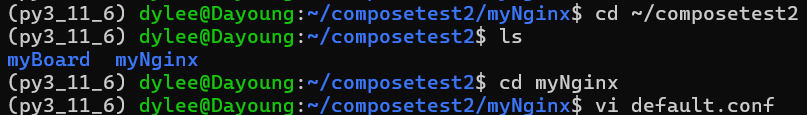 (py3_11_6) dylee@Dayoung:~/composetest2/myNginx$ cd ~/composetest2
(py3_11_6) dylee@Dayoung:~/composetest2$ ls
myBoard  myNginx
(py3_11_6) dylee@Dayoung:~/composetest2$ cd myNginx
(py3_11_6) dylee@Dayoung:~/composetest2/myNginx$ vi default.conf